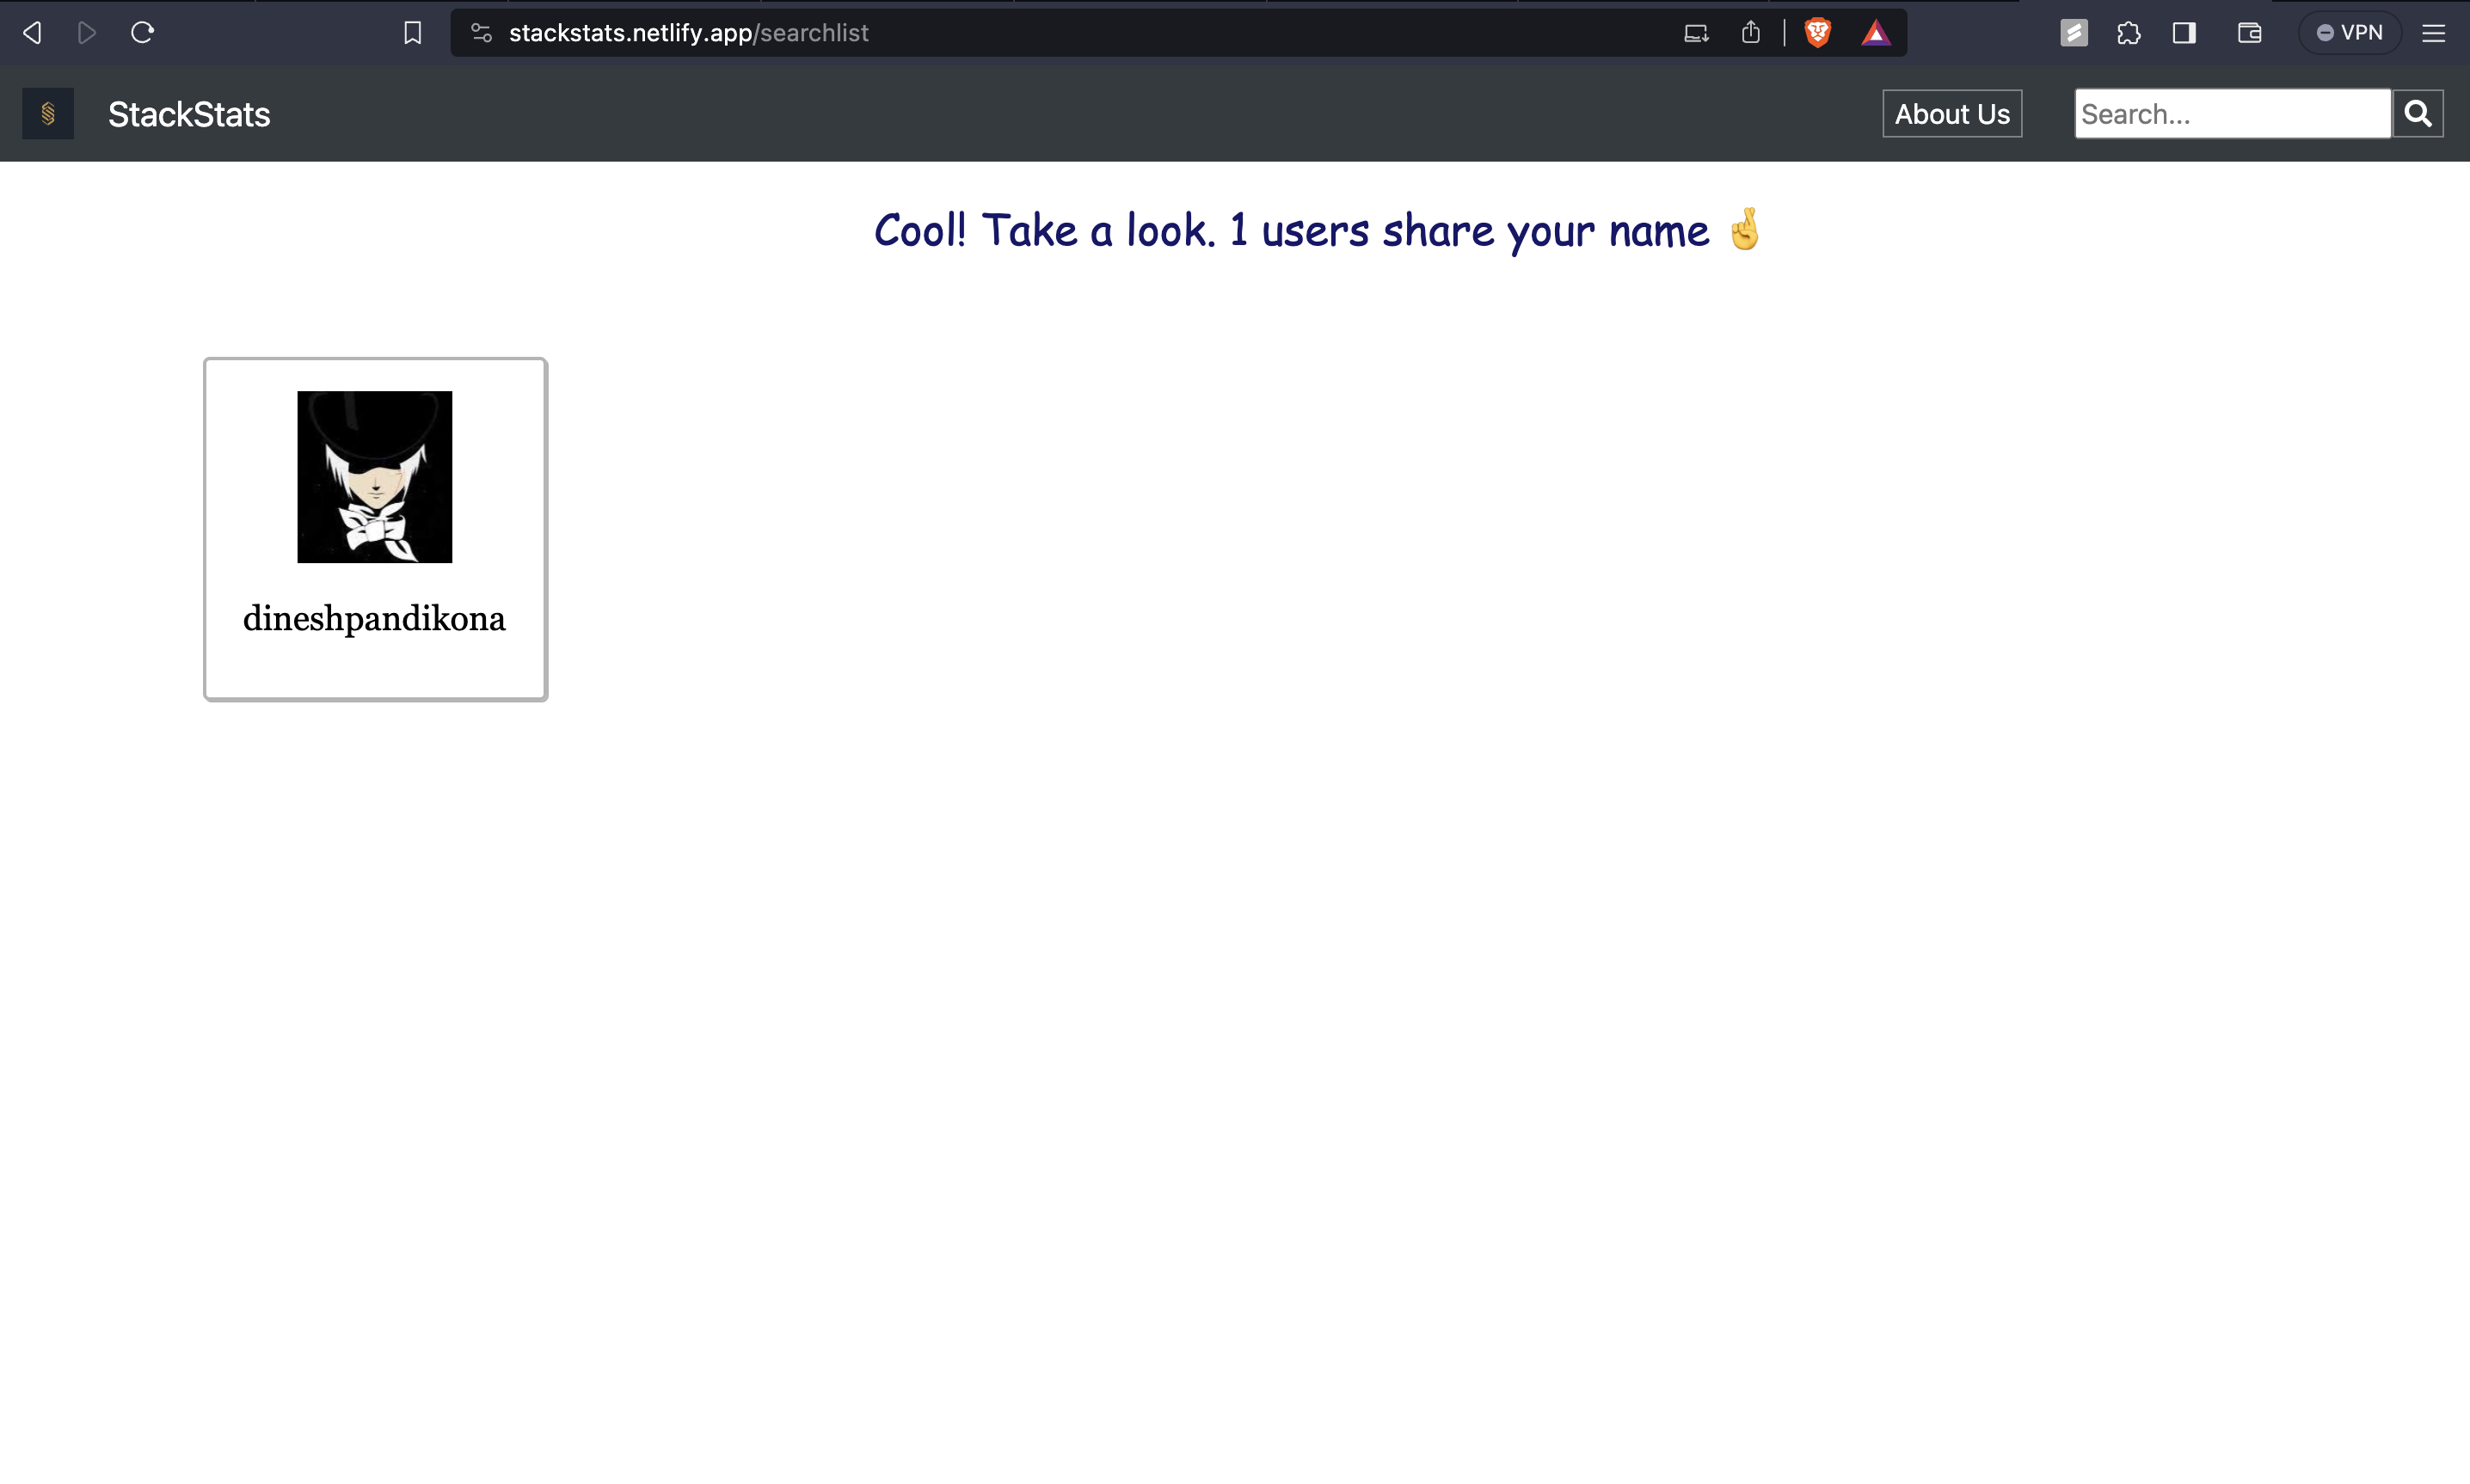 stackstats.netlify.app/searchlist
VPN
StackStats
About Us
Search...
Cool! Take a look. 1 users share your name 🤞
dineshpandikona